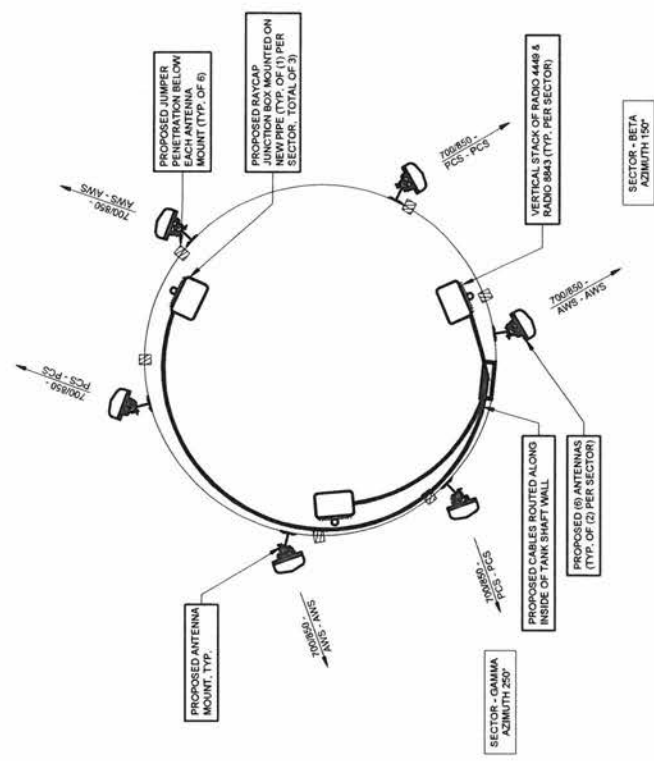 PROPOSED JUMPER
PENETRATION BELOW
EACH ANTENNA
MOUNT (TYP. OF 6)
PROPOSED RAYCAP
JUNCTION BOX MOUNTED ON
NEW PIPE (TYP. OF (1) PER
SECTOR, TOTAL OF 3)
700/850 -
AWS - AWS
700/850 -
PCS - PCS
700/850 -
PCS - PCS
VERTICAL STACK OF RADIO 4449 &
RADIO 8843 (TYP. PER SECTOR)
SECTOR - BETA
AZIMUTH 150°
700/850 -
AWS - AWS
PROPOSED ANTENNA
MOUNT, TYP.
700/850 -
AWS - AWS
700/850 -
PCS - PCS
PROPOSED CABLES ROUTED ALONG
INSIDE OF TANK SHAFT WALL
PROPOSED (6) ANTENNAS
(TYP. OF (2) PER SECTOR)
SECTOR - GAMMA
AZIMUTH 250°